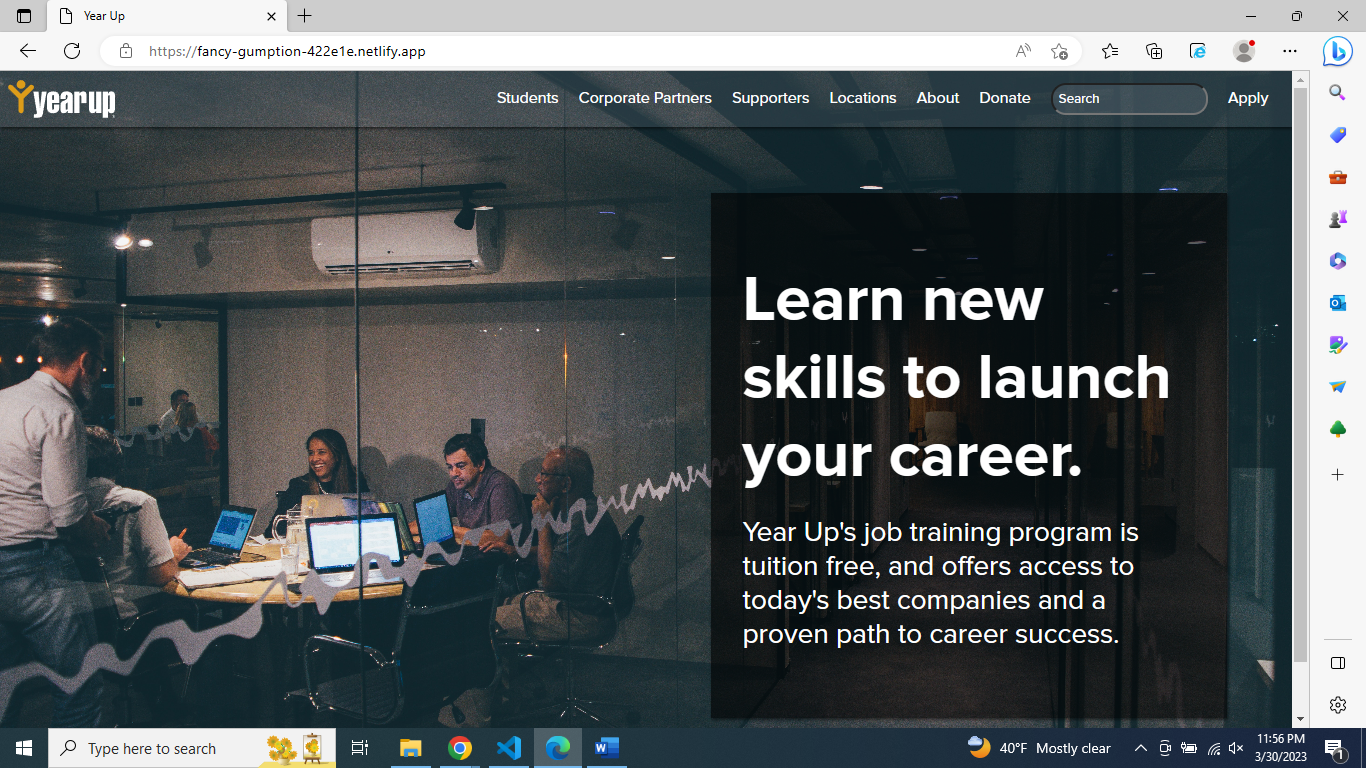 Year Up
https://fancy-gumption-422e1e.netlify.app
yearup
Students Corporate Partners Supporters Locations About Donate Search Apply
Learn new
skills to launch
your career.
Year Up's job training program is
tuition free, and offers access to
today's best companies and a
proven path to career success.
Type here to search
40°F Mostly clear
11:56 PM
3/30/2023
1